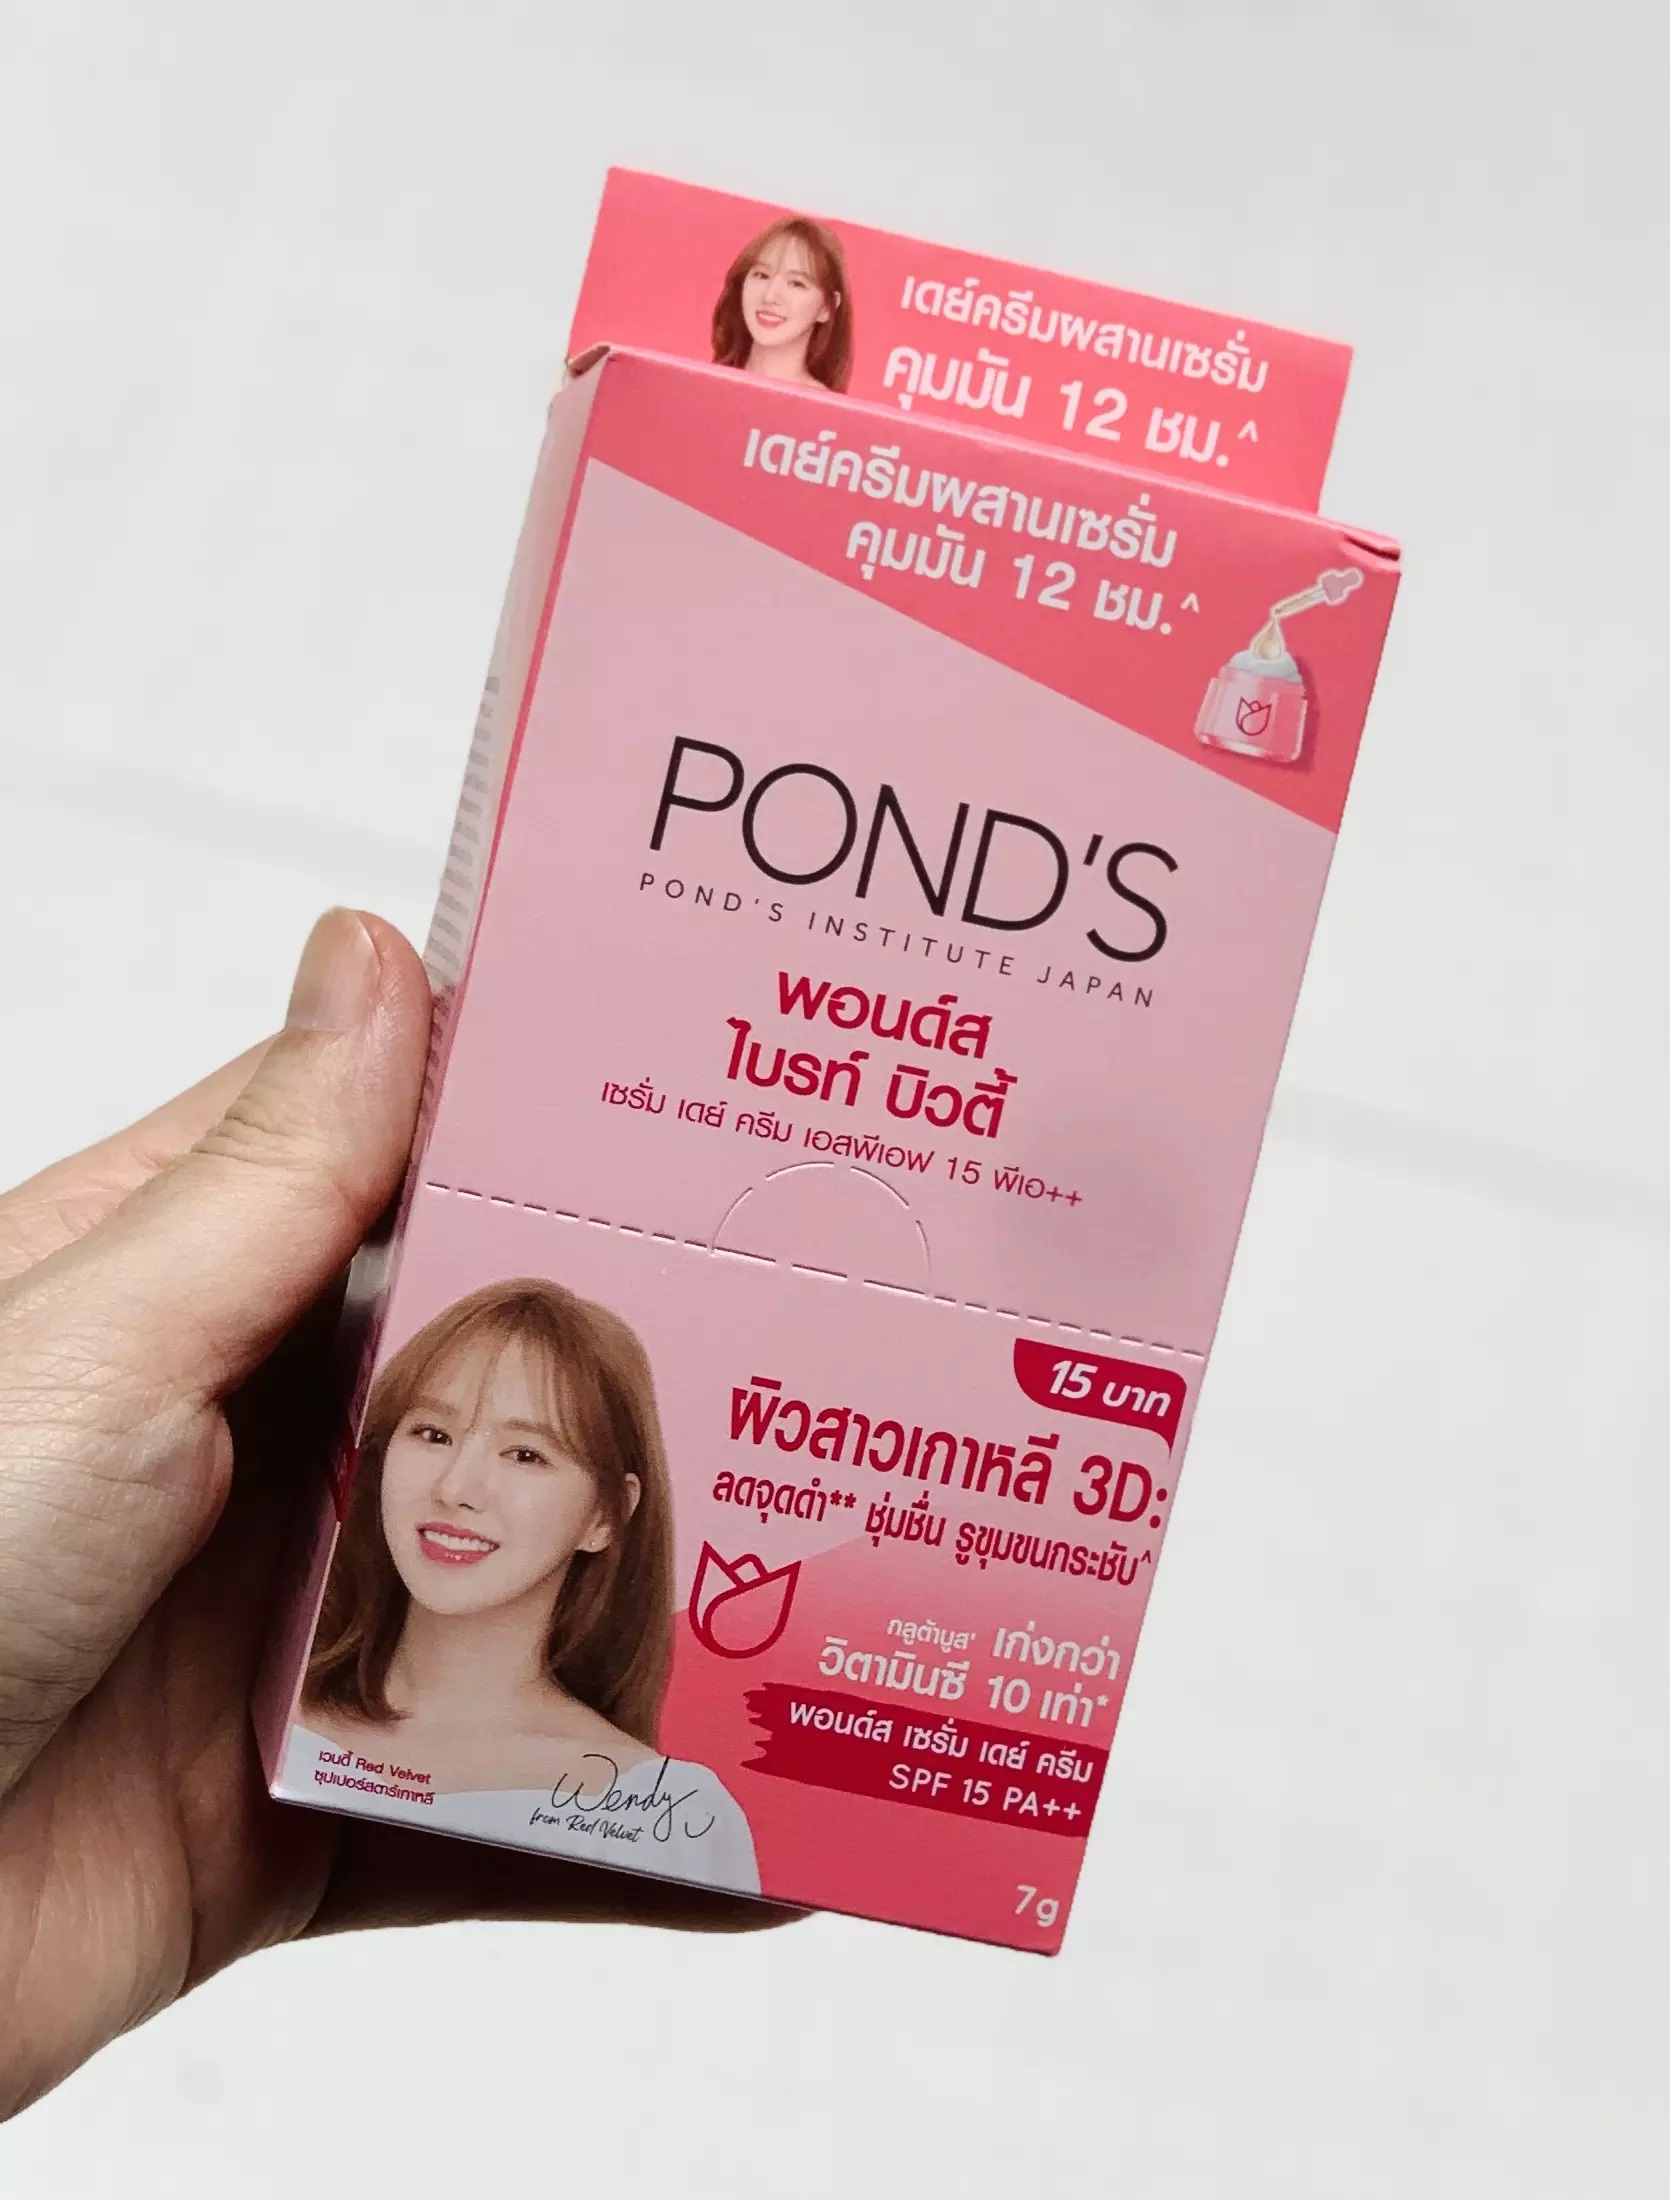 เดย์ครีมผสานเซรั่ม
คุมมัน 12 ชม.^
เดย์ครีมผสานเซรั่ม
คุมมัน 12 ชม.^
POND'S
POND'S INSTITUTE JAPAN
พอนด์ส
ไบรท์ บิวตี้
เซรั่ม เดย์ ครีม เอสพีเอฟ 15 พีเอ++
15 บาท
ผิวสาวเกาหลี 3D:
ลดจุดดำ** ชุ่มชื่น รูขุมขนกระชับ^
กลูต้าบูส' เก่งกว่า
วิตามินซี 10 เท่า*
พอนด์ส เซรั่ม เดย์ ครีม
SPF 15 PA++
เวนดี้ Red Velvet
ซุปเปอร์สตาร์เกาหลี
Wendy
from Red Velvet
7g